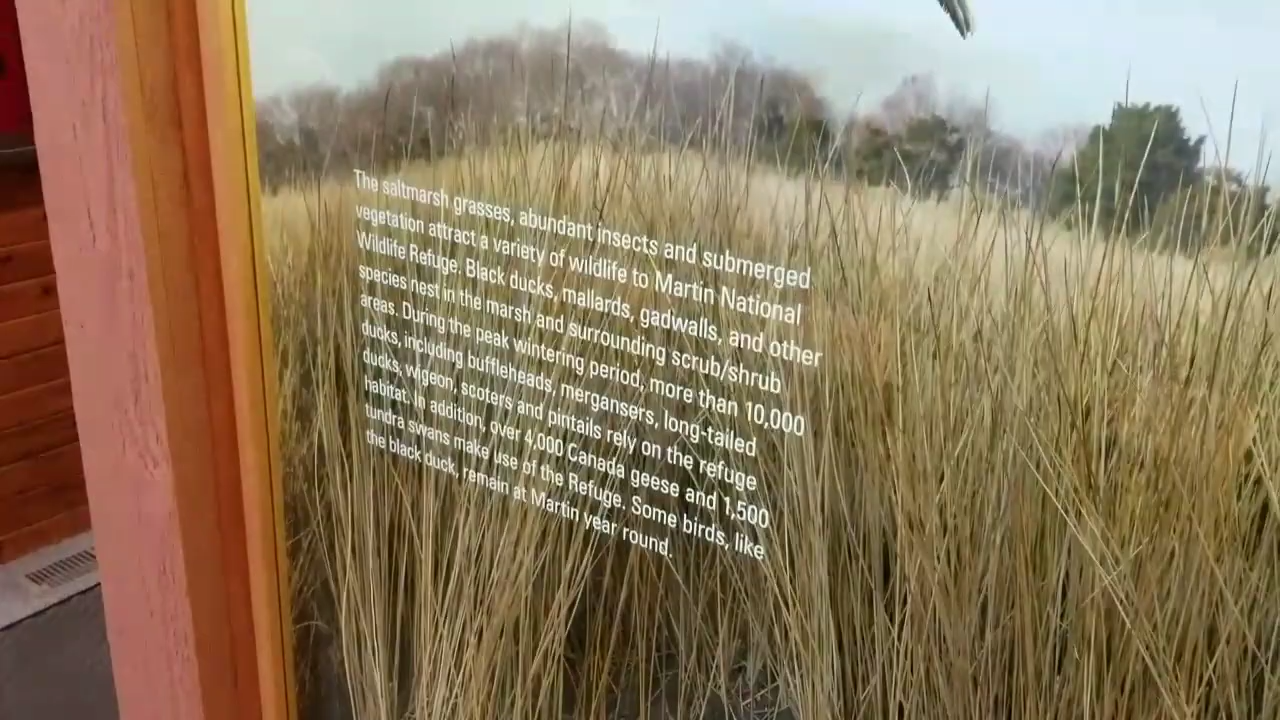 The saltmarsh grasses, abundant insects and submerged
vegetation attract a variety of wildlife to Martin National
Wildlife Refuge. Black ducks, mallards, gadwalls, and other
species nest in the marsh and surrounding scrub/shrub
areas. During the peak wintering period, more than 10,000
ducks, including buffleheads, mergansers, long-tailed
ducks, wigeon, scoters and pintails rely on the refuge
habitat. In addition, over 4,000 Canada geese and 1,500
tundra swans make use of the Refuge. Some birds, like
the black duck, remain at Martin year round.